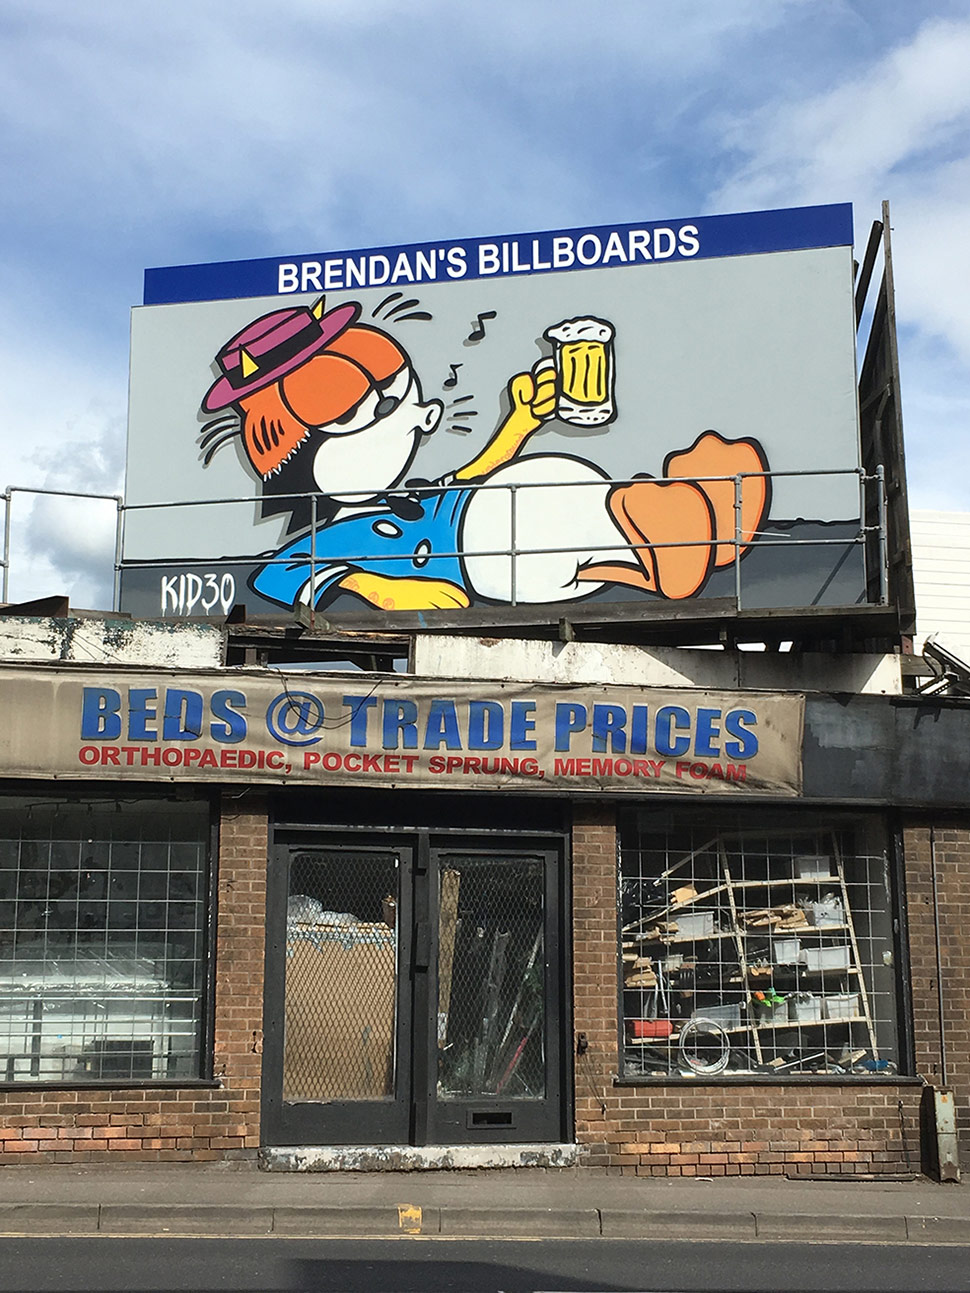 BRENDAN'S BILLBOARDS
KID30
BEDS @ TRADE PRICES
ORTHOPAEDIC, POCKET SPRUNG, MEMORY FOAM